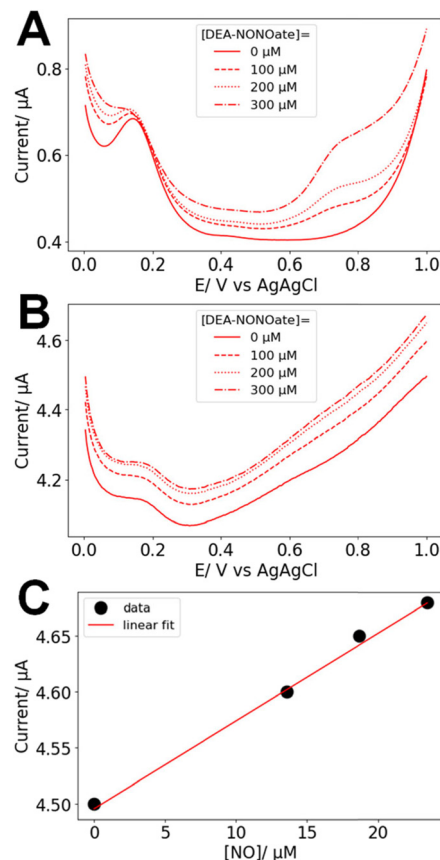 A
[DEA-NONOate]=
0 μM
100 μM
200 μM
300 μM
0.8
0.6
0.4
Current/ μA
0.0 0.2 0.4 0.6 0.8 1.0
E/ V vs AgAgCl
B
[DEA-NONOate]=
0 μM
100 μM
200 μM
300 μM
4.6
4.4
4.2
Current/ μA
0.0 0.2 0.4 0.6 0.8 1.0
E/ V vs AgAgCl
C
data
linear fit
4.65
4.60
4.55
4.50
Current/ μA
0 5 10 15 20
[NO]/ μM